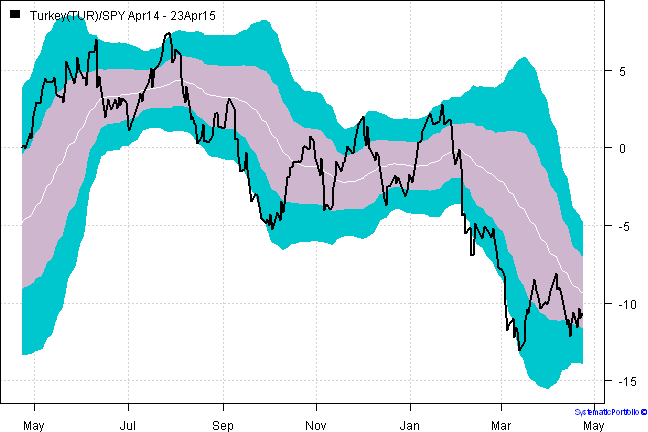 Turkey(TUR)/SPY Apr14 - 23Apr15
5
0
-5
-10
-15
May Jul Sep Nov Jan Mar May
SystematicPortfolio ©